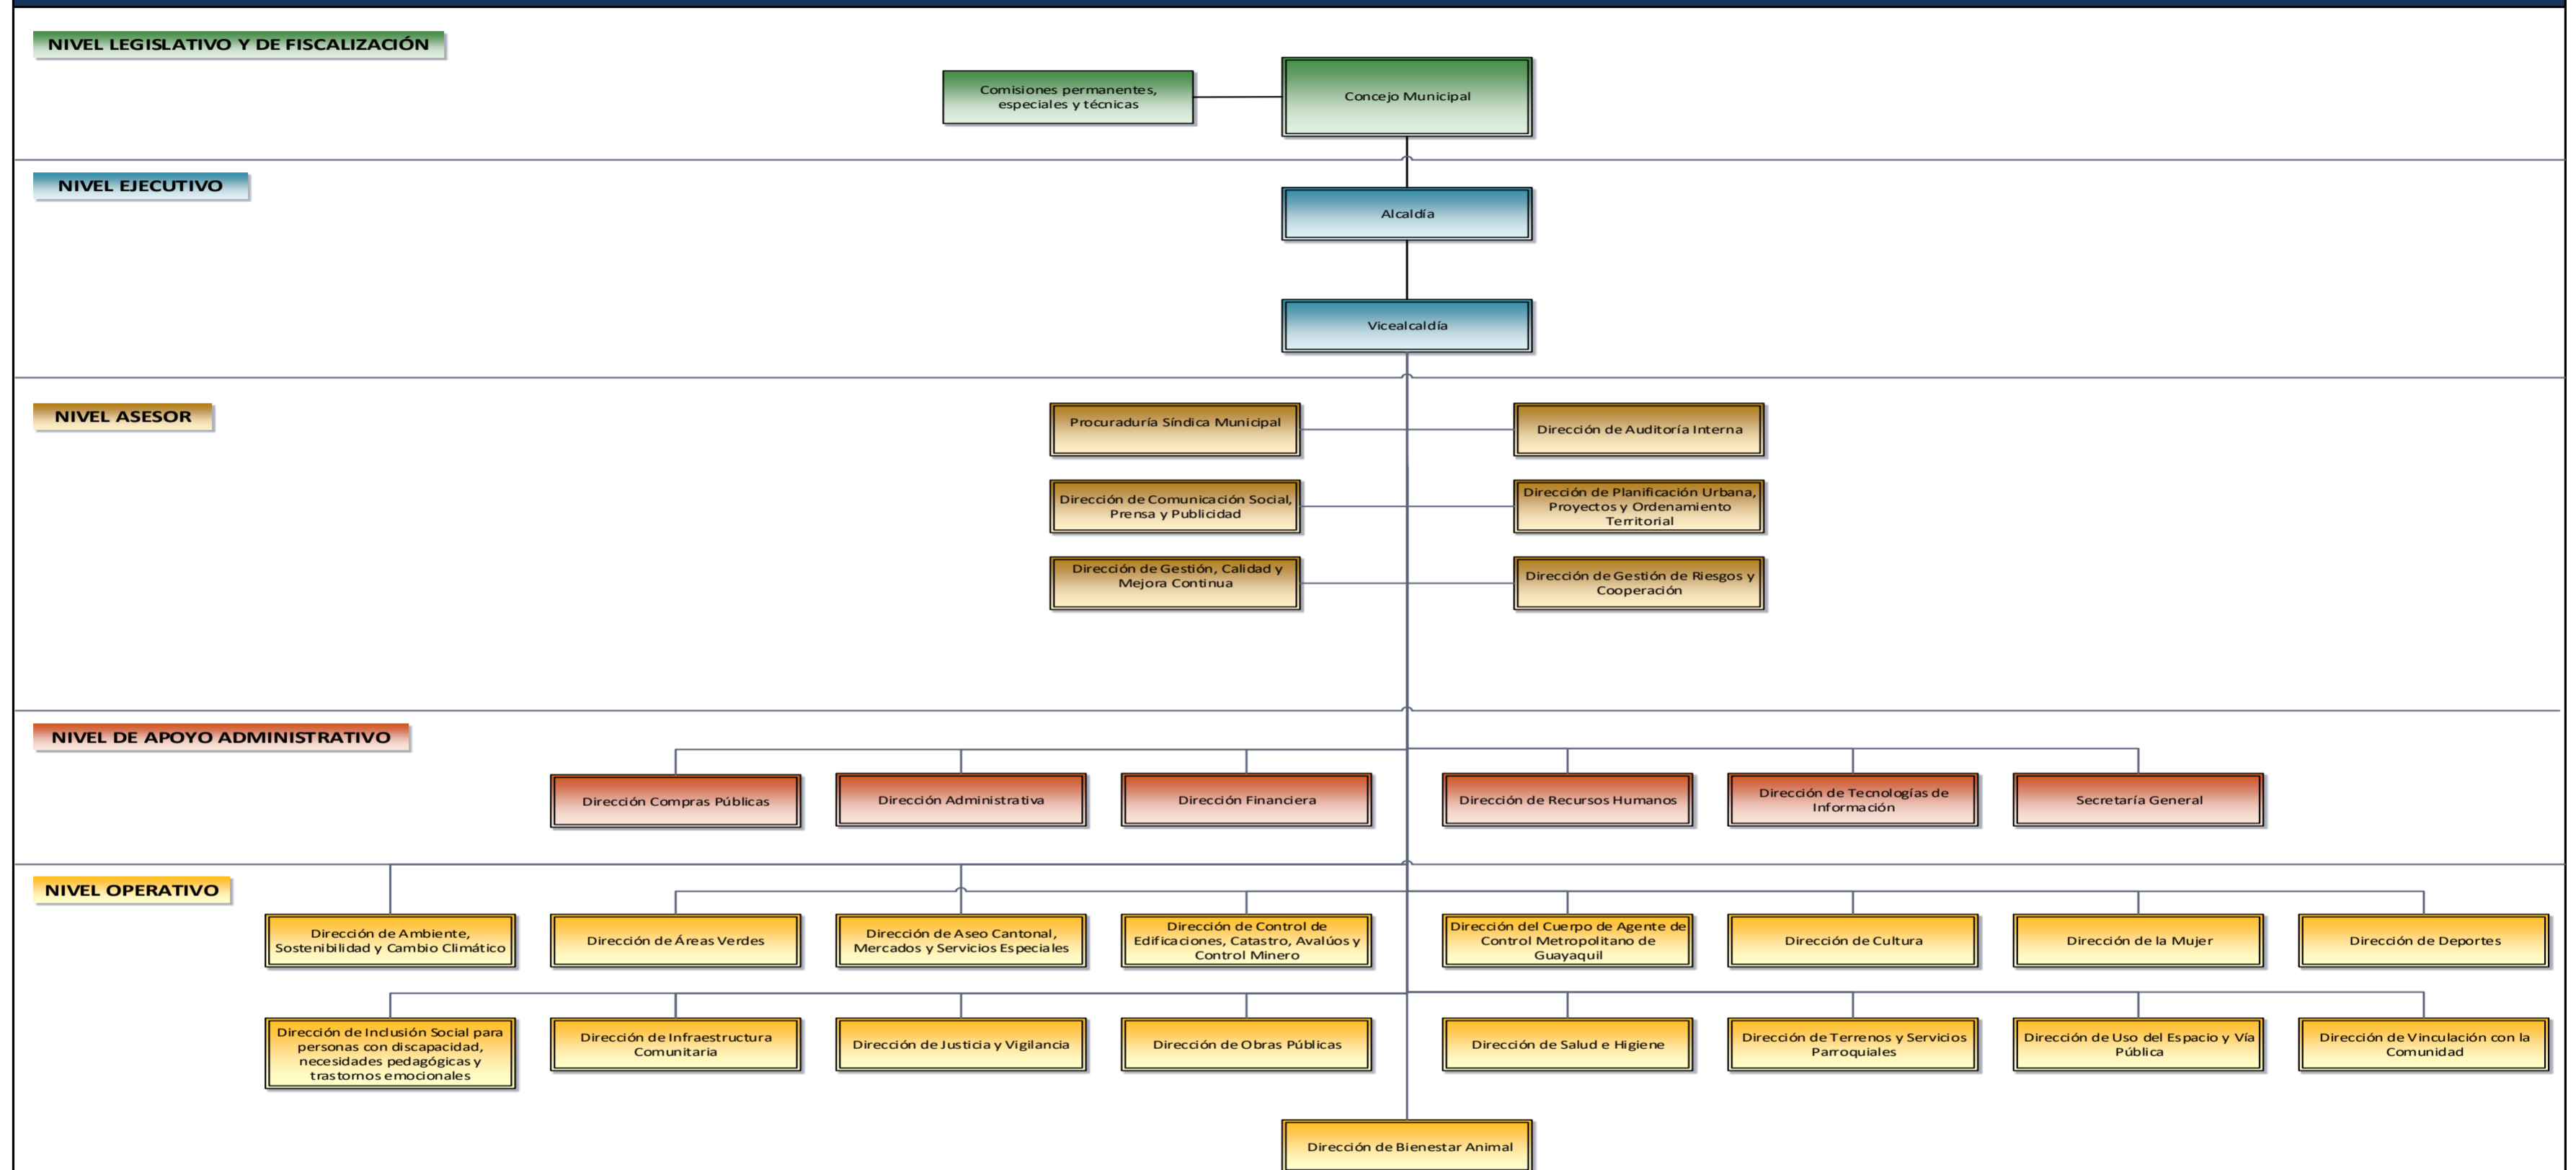 NIVEL LEGISLATIVO Y DE FISCALIZACIÓN
Comisiones permanentes,
especiales y técnicas
Concejo Municipal
NIVEL EJECUTIVO
Alcaldía
Vicealcaldía
NIVEL ASESOR
Procuraduría Síndica Municipal
Dirección de Auditoría Interna
Dirección de Comunicación Social,
Prensa y Publicidad
Dirección de Planificación Urbana,
Proyectos y Ordenamiento
Territorial
Dirección de Gestión, Calidad y
Mejora Continua
Dirección de Gestión de Riesgos y
Cooperación
NIVEL DE APOYO ADMINISTRATIVO
Dirección Compras Públicas
Dirección Administrativa
Dirección Financiera
Dirección de Recursos Humanos
Dirección de Tecnologías de
Información
Secretaría General
NIVEL OPERATIVO
Dirección de Ambiente,
Sostenibilidad y Cambio Climático
Dirección de Áreas Verdes
Dirección de Aseo Cantonal,
Mercados y Servicios Especiales
Dirección de Control de
Edificaciones, Catastro, Avalúos y
Control Minero
Dirección del Cuerpo de Agente de
Control Metropolitano de
Guayaquil
Dirección de Cultura
Dirección de la Mujer
Dirección de Deportes
Dirección de Inclusión Social para
personas con discapacidad,
necesidades pedagógicas y
trastornos emocionales
Dirección de Infraestructura
Comunitaria
Dirección de Justicia y Vigilancia
Dirección de Obras Públicas
Dirección de Salud e Higiene
Dirección de Terrenos y Servicios
Parroquiales
Dirección de Uso del Espacio y Vía
Pública
Dirección de Vinculación con la
Comunidad
Dirección de Bienestar Animal